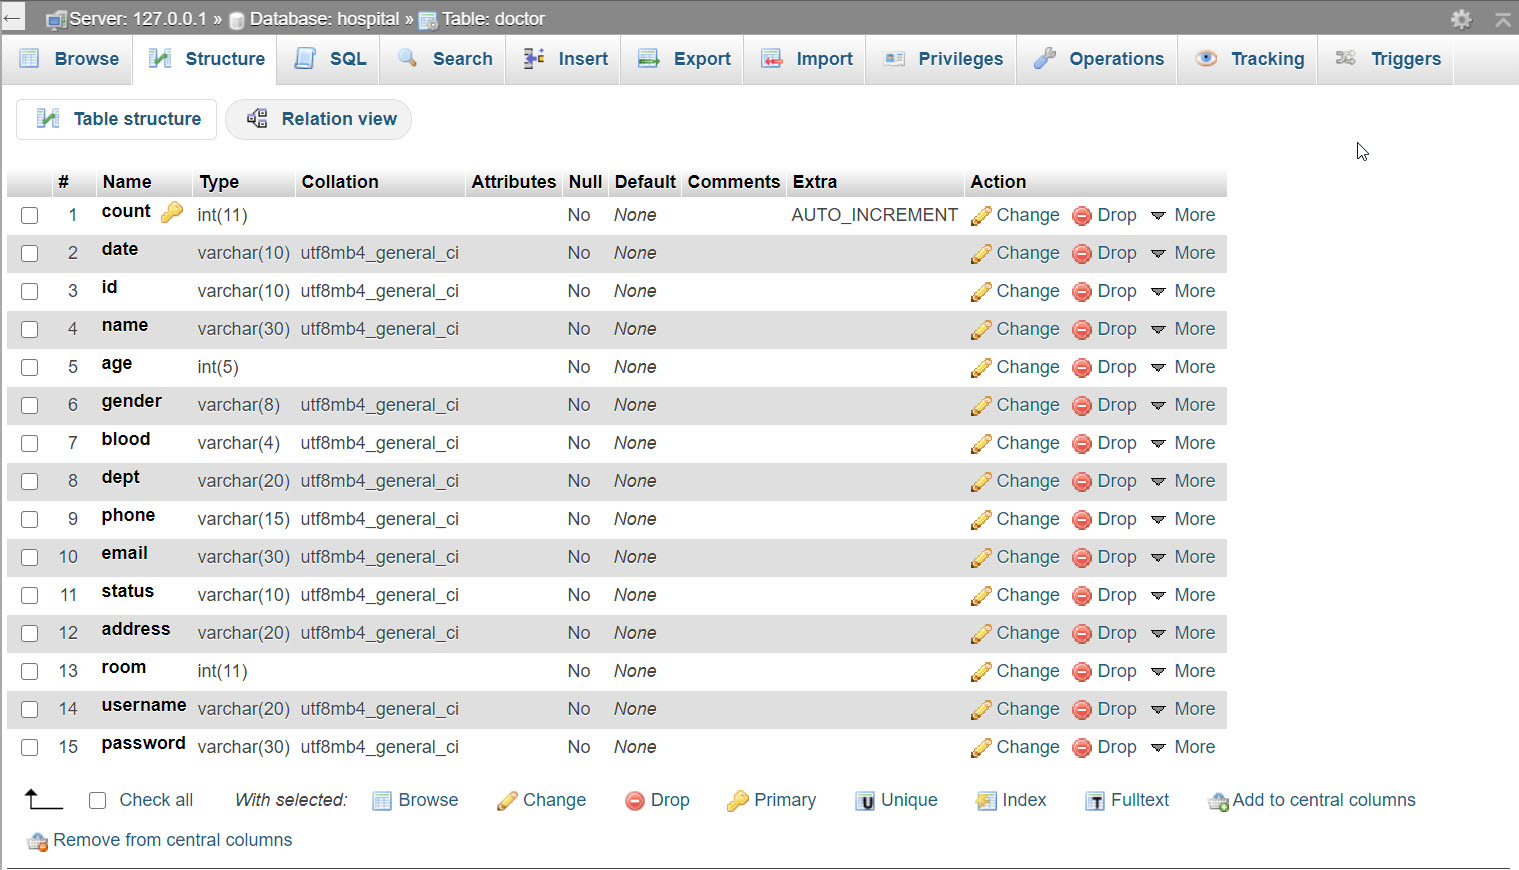 Server: 127.0.0.1 » Database: hospital » Table: doctor
Browse Structure SQL Search Insert Export Import Privileges Operations Tracking Triggers
Table structure Relation view
# Name Type Collation Attributes Null Default Comments Extra Action
1 count int(11) No None AUTO_INCREMENT Change Drop More
2 date varchar(10) utf8mb4_general_ci No None Change Drop More
3 id varchar(10) utf8mb4_general_ci No None Change Drop More
4 name varchar(30) utf8mb4_general_ci No None Change Drop More
5 age int(5) No None Change Drop More
6 gender varchar(8) utf8mb4_general_ci No None Change Drop More
7 blood varchar(4) utf8mb4_general_ci No None Change Drop More
8 dept varchar(20) utf8mb4_general_ci No None Change Drop More
9 phone varchar(15) utf8mb4_general_ci No None Change Drop More
10 email varchar(30) utf8mb4_general_ci No None Change Drop More
11 status varchar(10) utf8mb4_general_ci No None Change Drop More
12 address varchar(20) utf8mb4_general_ci No None Change Drop More
13 room int(11) No None Change Drop More
14 username varchar(20) utf8mb4_general_ci No None Change Drop More
15 password varchar(30) utf8mb4_general_ci No None Change Drop More
Check all With selected: Browse Change Drop Primary Unique Index Fulltext Add to central columns
Remove from central columns